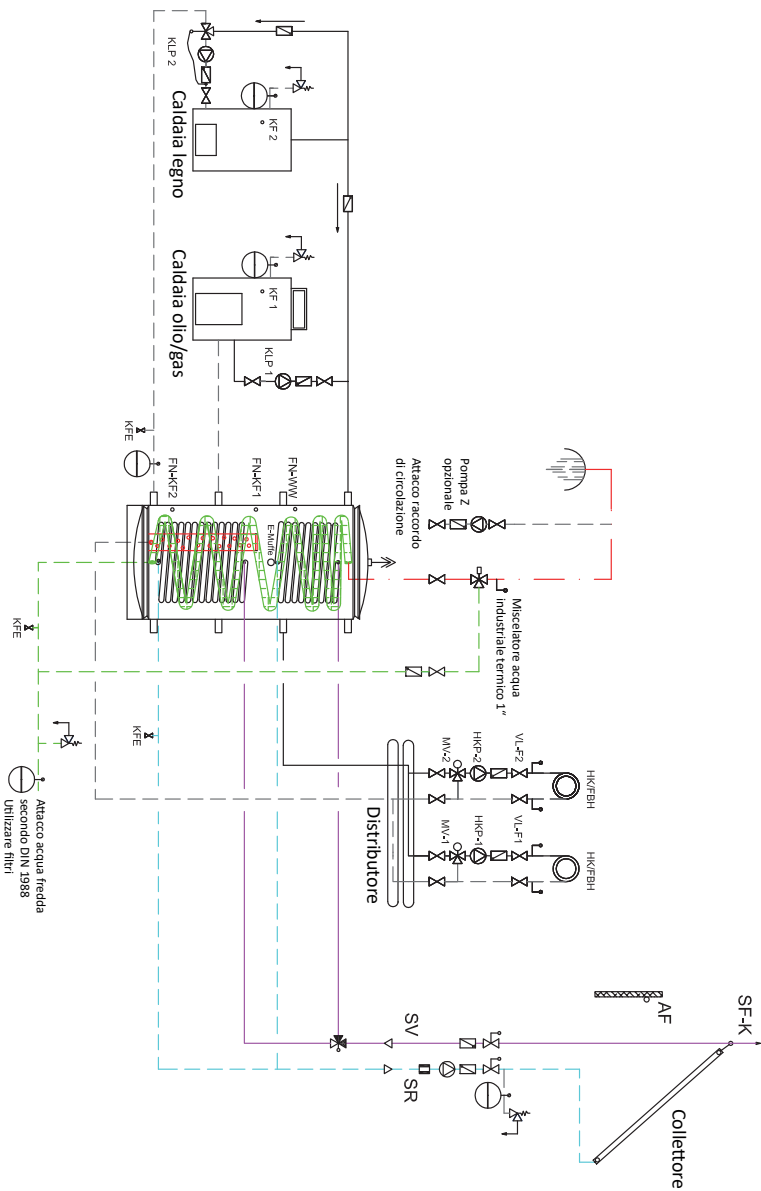 KLP 2
KF 2
Caldaia legno
KF 1
Caldaia olio/gas
KLP 1
KFE
FN-KF2
FN-KF1
FN-WW
E-Muffe
Attacco raccordo
di circolazione
Pompa Z
opzionale
Miscelatore acqua
industriale termico 1“
KFE
KFE
Attacco acqua fredda
secondo DIN 1988
Utilizzare filtri
MV-2
HKP-2
VL-F2
HK/FBH
MV-1
HKP-1
VL-F1
HK/FBH
Distributore
SV
SR
AF
SF-K
Collettore